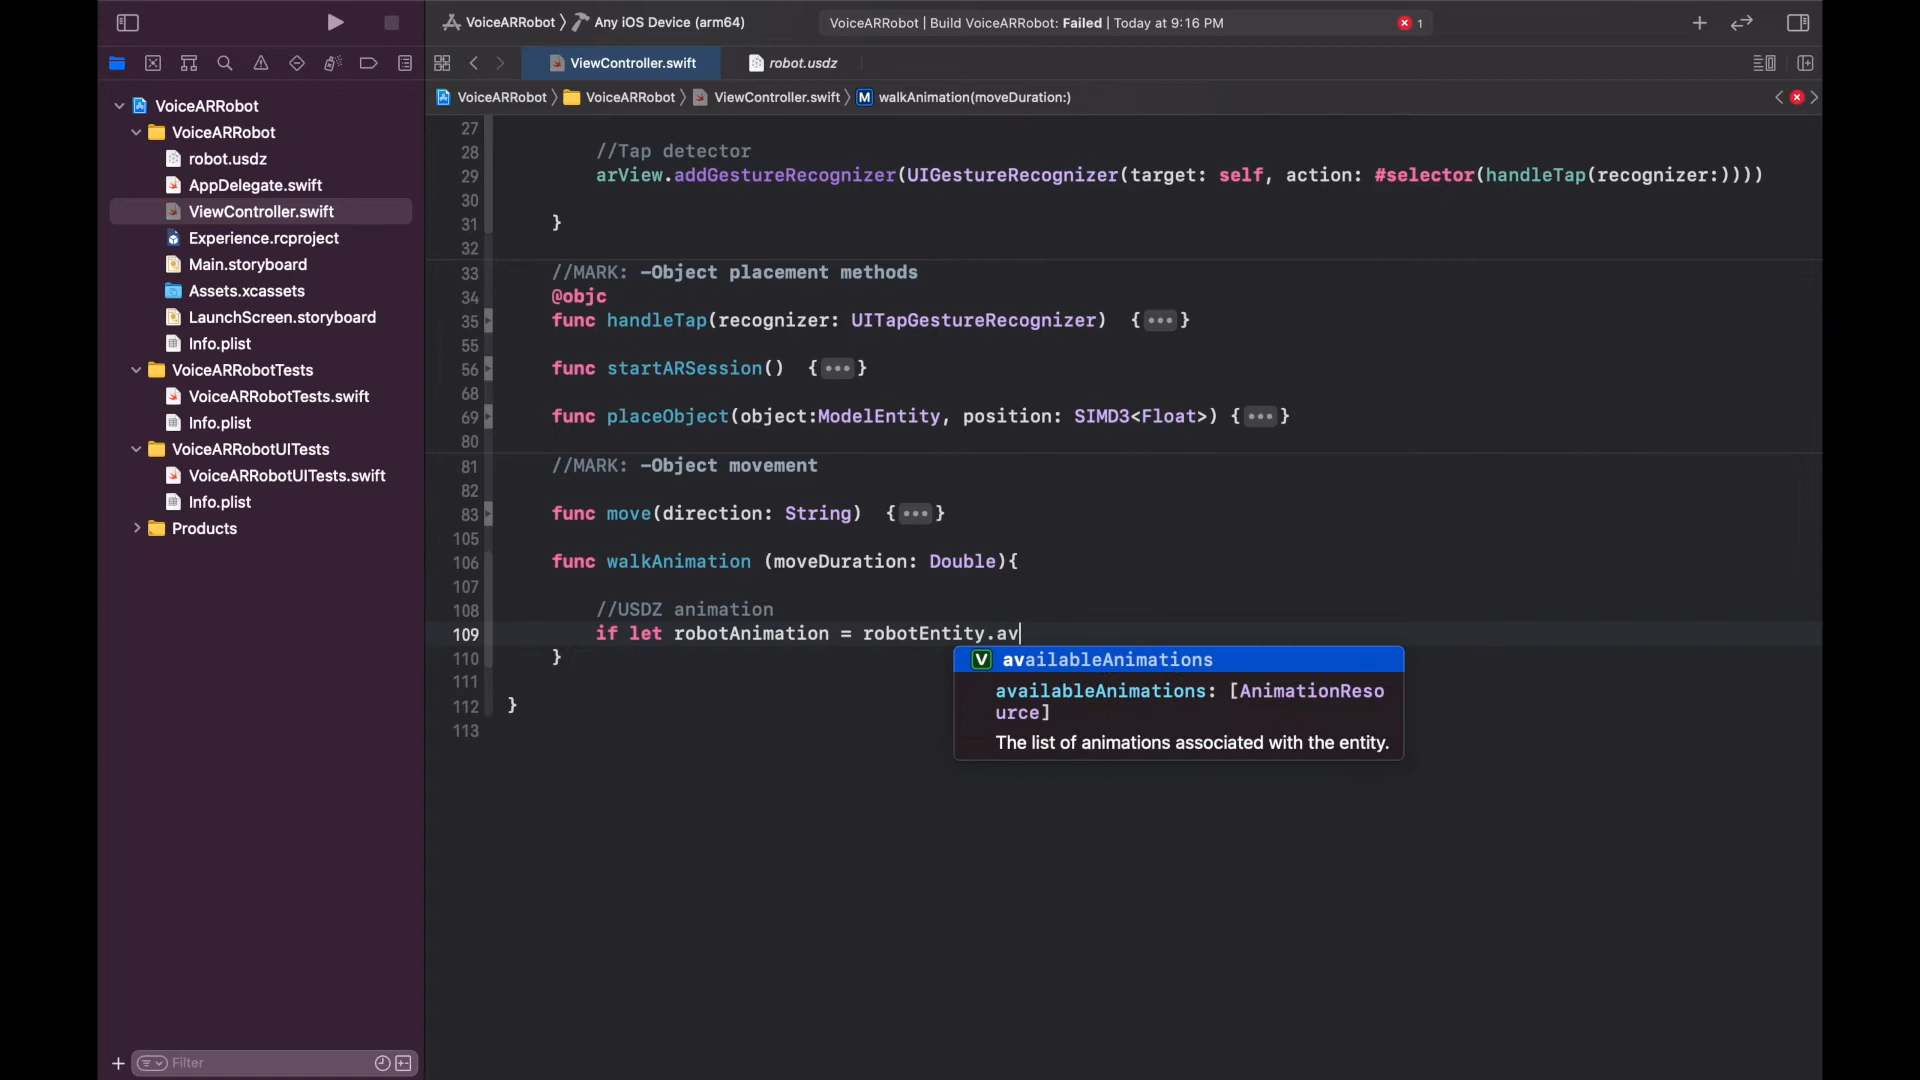 VoiceARRobot 〉 Any iOS Device (arm64)
VoiceARRobot | Build VoiceARRobot: Failed | Today at 9:16 PM
1
ViewController.swift
robot.usdz
VoiceARRobot 〉 VoiceARRobot 〉 ViewController.swift 〉 M walkAnimation(moveDuration:)
VoiceARRobot
VoiceARRobot
robot.usdz
AppDelegate.swift
ViewController.swift
Experience.rcproject
Main.storyboard
Assets.xcassets
LaunchScreen.storyboard
Info.plist
VoiceARRobotTests
VoiceARRobotTests.swift
Info.plist
VoiceARRobotUITests
VoiceARRobotUITests.swift
Info.plist
Products
Filter
27
28 //Tap detector
29 arView.addGestureRecognizer(UIGestureRecognizer(target: self, action: #selector(handleTap(recognizer:))))
30
31 }
32
33 //MARK: -Object placement methods
34 @objc
35 func handleTap(recognizer: UITapGestureRecognizer) {•••}
55
56 func startARSession() {•••}
68
69 func placeObject(object:ModelEntity, position: SIMD3<Float>) {•••}
80
81 //MARK: -Object movement
82
83 func move(direction: String) {•••}
105
106 func walkAnimation (moveDuration: Double){
107
108 //USDZ animation
109 if let robotAnimation = robotEntity.av
110 }
111
112 }
113
V availableAnimations
availableAnimations: [AnimationReso
urce]
The list of animations associated with the entity.